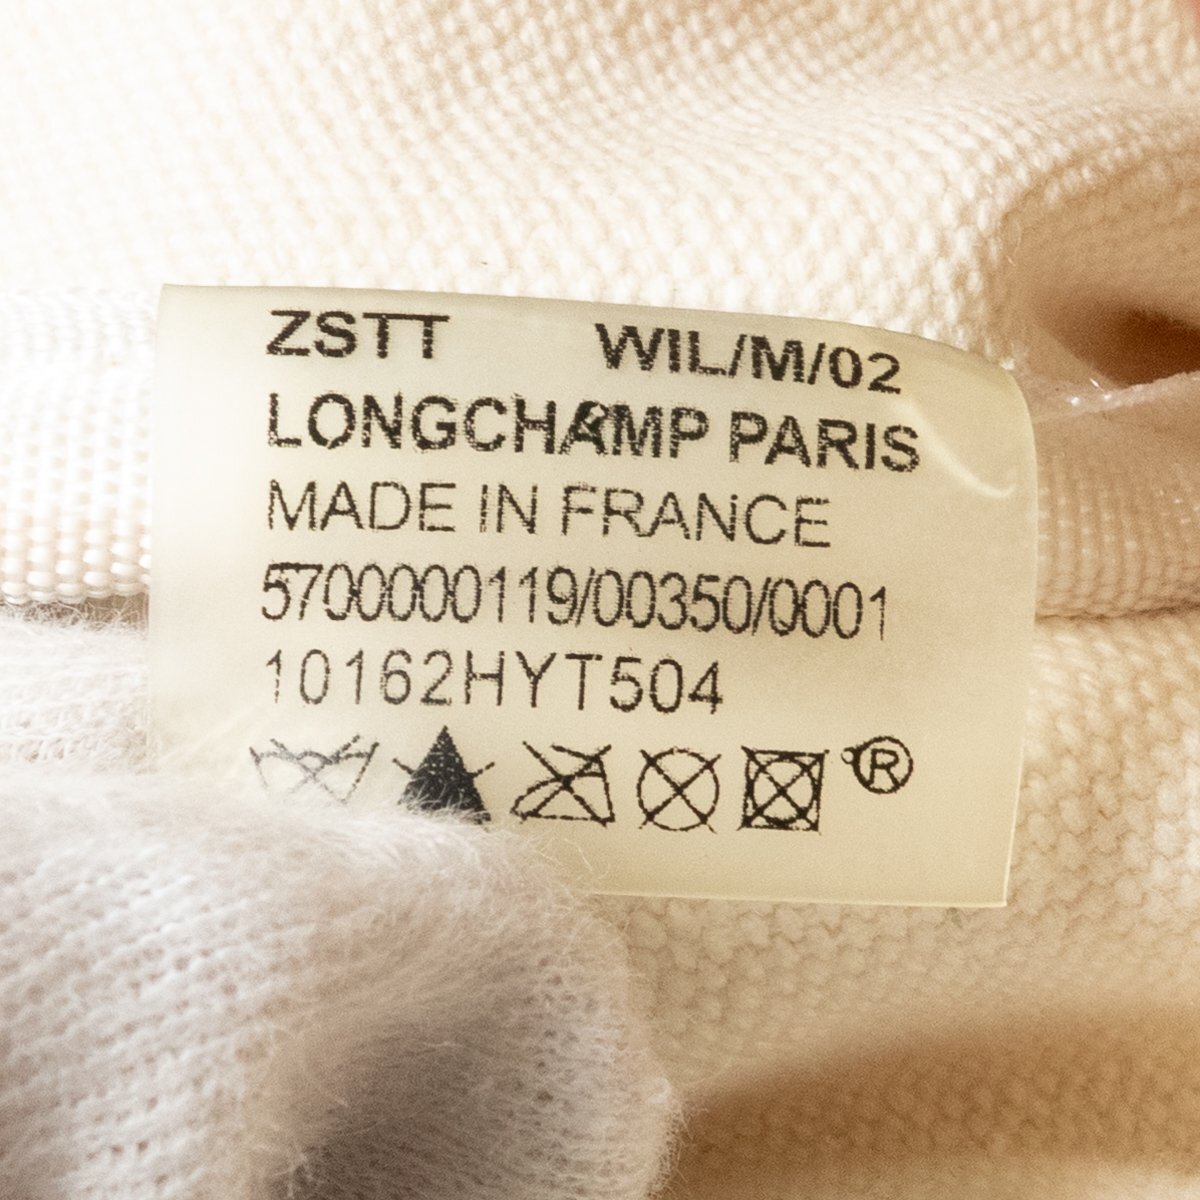 ZSTT WIL/M/02
LONGCHAMP PARIS
MADE IN FRANCE
5700000119/00350/0001
10162HYT504
®